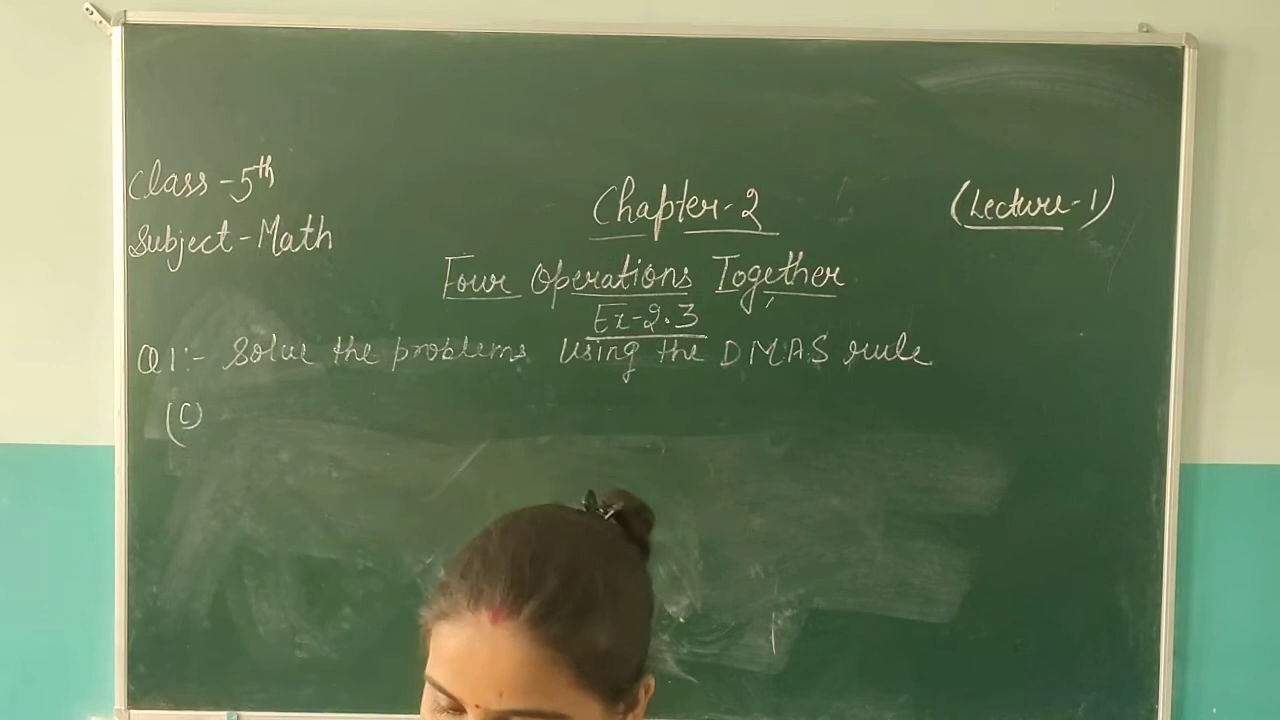 Class-5th
Subject-Math
Chapter-2
(Lecture-1)
Four Operations Together
Ex-2.3
Q1:- Solve the problems Using the DMAS rule
(C)